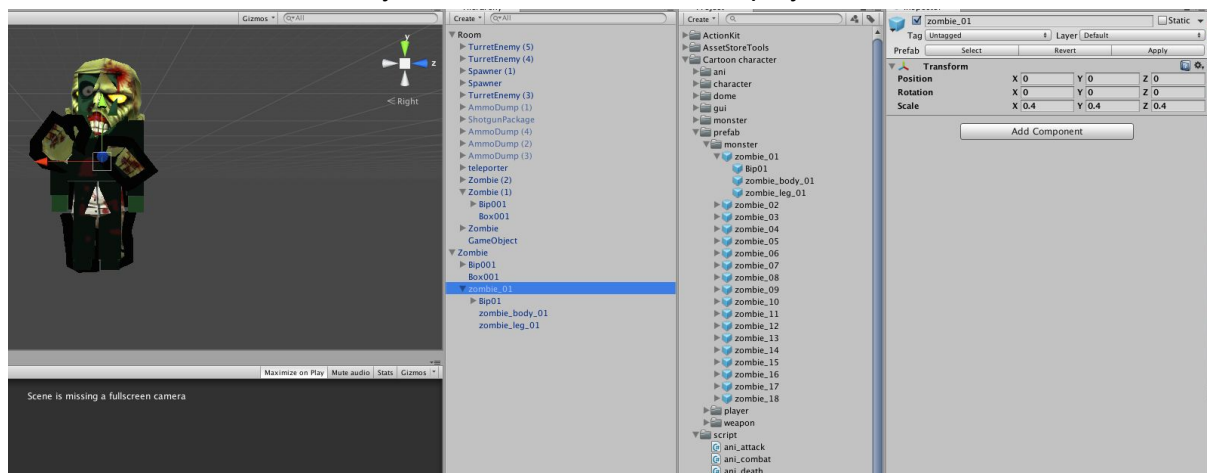 Gizmos
Q▾All
y
z
Right
Maximize on Play Mute audio Stats Gizmos
Scene is missing a fullscreen camera
Create
Q▾All
Room
TurretEnemy (5)
TurretEnemy (4)
Spawner (1)
Spawner
TurretEnemy (3)
AmmoDump (1)
ShotgunPackage
AmmoDump (4)
AmmoDump (2)
AmmoDump (3)
teleporter
Zombie (2)
Zombie (1)
Bip001
Box001
Zombie
GameObject
Zombie
Bip001
Box001
zombie_01
Bip01
zombie_body_01
zombie_leg_01
Create
ActionKit
AssetStoreTools
Cartoon character
ani
character
dome
gui
monster
prefab
monster
zombie_01
Bip01
zombie_body_01
zombie_leg_01
zombie_02
zombie_03
zombie_04
zombie_05
zombie_06
zombie_07
zombie_08
zombie_09
zombie_10
zombie_11
zombie_12
zombie_13
zombie_14
zombie_15
zombie_16
zombie_17
zombie_18
player
weapon
script
ani_attack
ani_combat
ani_death
zombie_01 Static
Tag Untagged Layer Default
Prefab Select Revert Apply
Transform
Position X 0 Y 0 Z 0
Rotation X 0 Y 0 Z 0
Scale X 0.4 Y 0.4 Z 0.4
Add Component